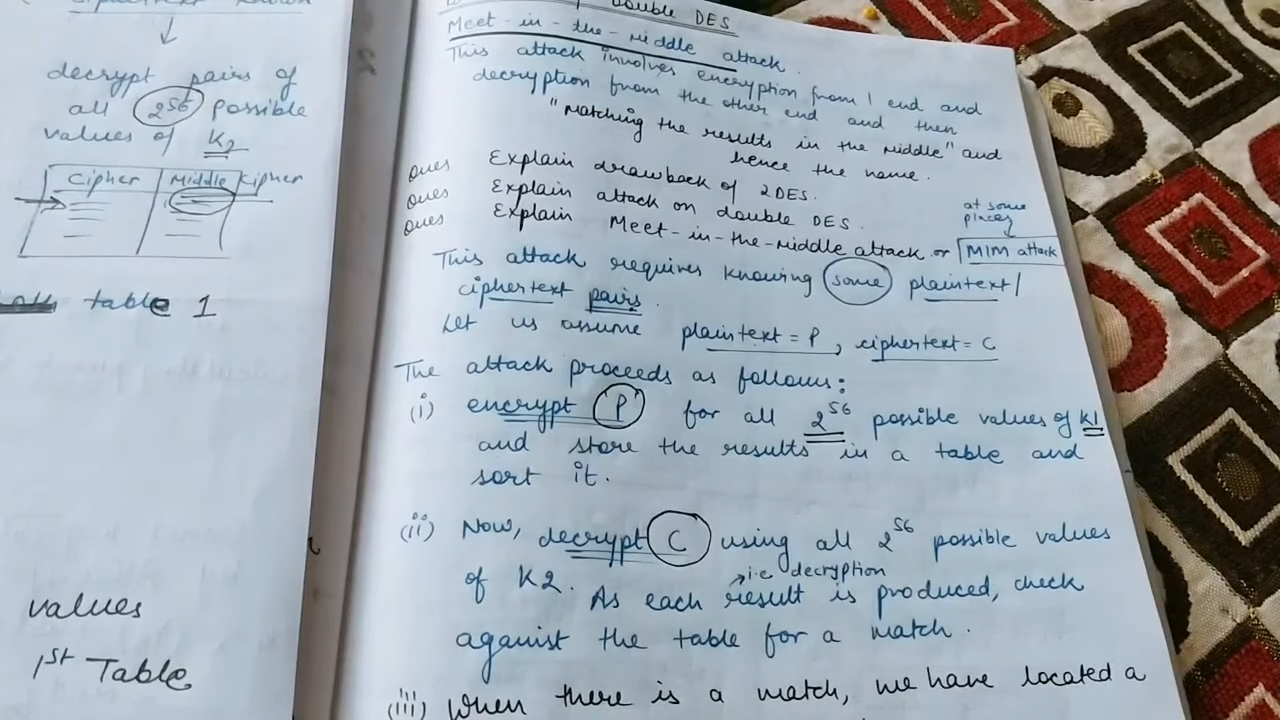 decrypt pairs of
all 2^56 possible
values of K2
Cipher Middle Cipher
table 1
values
1st Table
Double DES
Meet-in-the-Middle attack.
This attack involves encryption from 1 end and
decryption from the other end and then
"Matching the results in the middle" and
hence the name.
Ques Explain drawback of 2DES.
Ques Explain attack on double DES.
Ques Explain Meet-in-the-Middle attack or MIM attack
at some
places
This attack requires knowing some plaintext/
ciphertext pairs.
Let us assume plaintext = P, ciphertext = C
The attack proceeds as follows:
(i) encrypt 'P' for all 2^56 possible values of K1
and store the results in a table and
sort it.
(ii) Now, decrypt C using all 2^56 possible values
of K2. As each result is produced, check
i.e decryption
against the table for a match.
(iii) When there is a match, we have located a